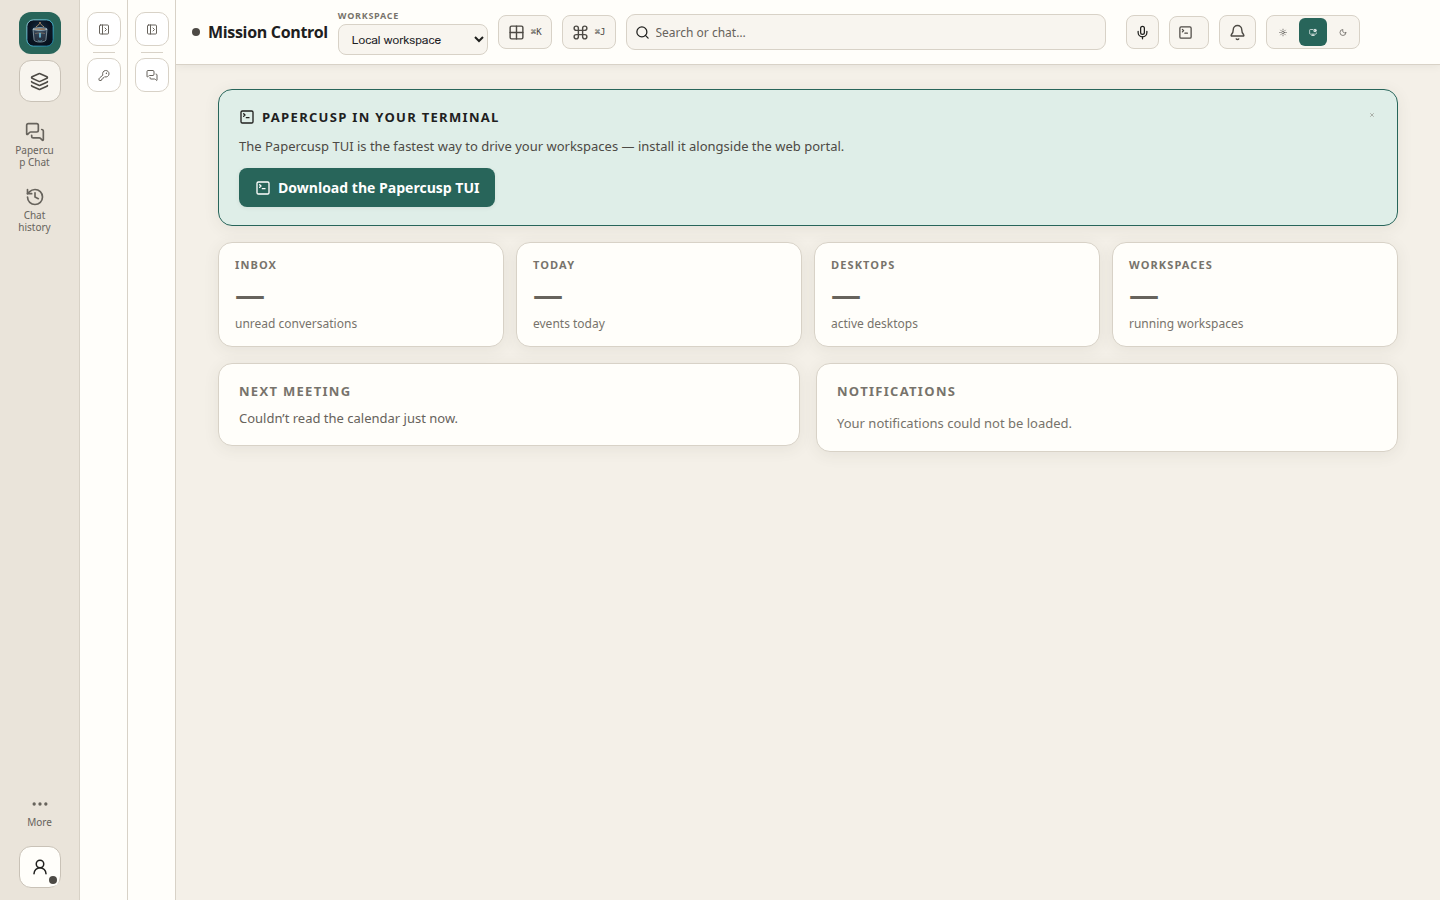 Mission Control
WORKSPACE
Local workspace
⌘K
⌘J
Search or chat...
Papercu
p Chat
Chat
history
More
PAPERCUSP IN YOUR TERMINAL
The Papercusp TUI is the fastest way to drive your workspaces — install it alongside the web portal.
Download the Papercusp TUI
INBOX
—
unread conversations
TODAY
—
events today
DESKTOPS
—
active desktops
WORKSPACES
—
running workspaces
NEXT MEETING
Couldn't read the calendar just now.
NOTIFICATIONS
Your notifications could not be loaded.